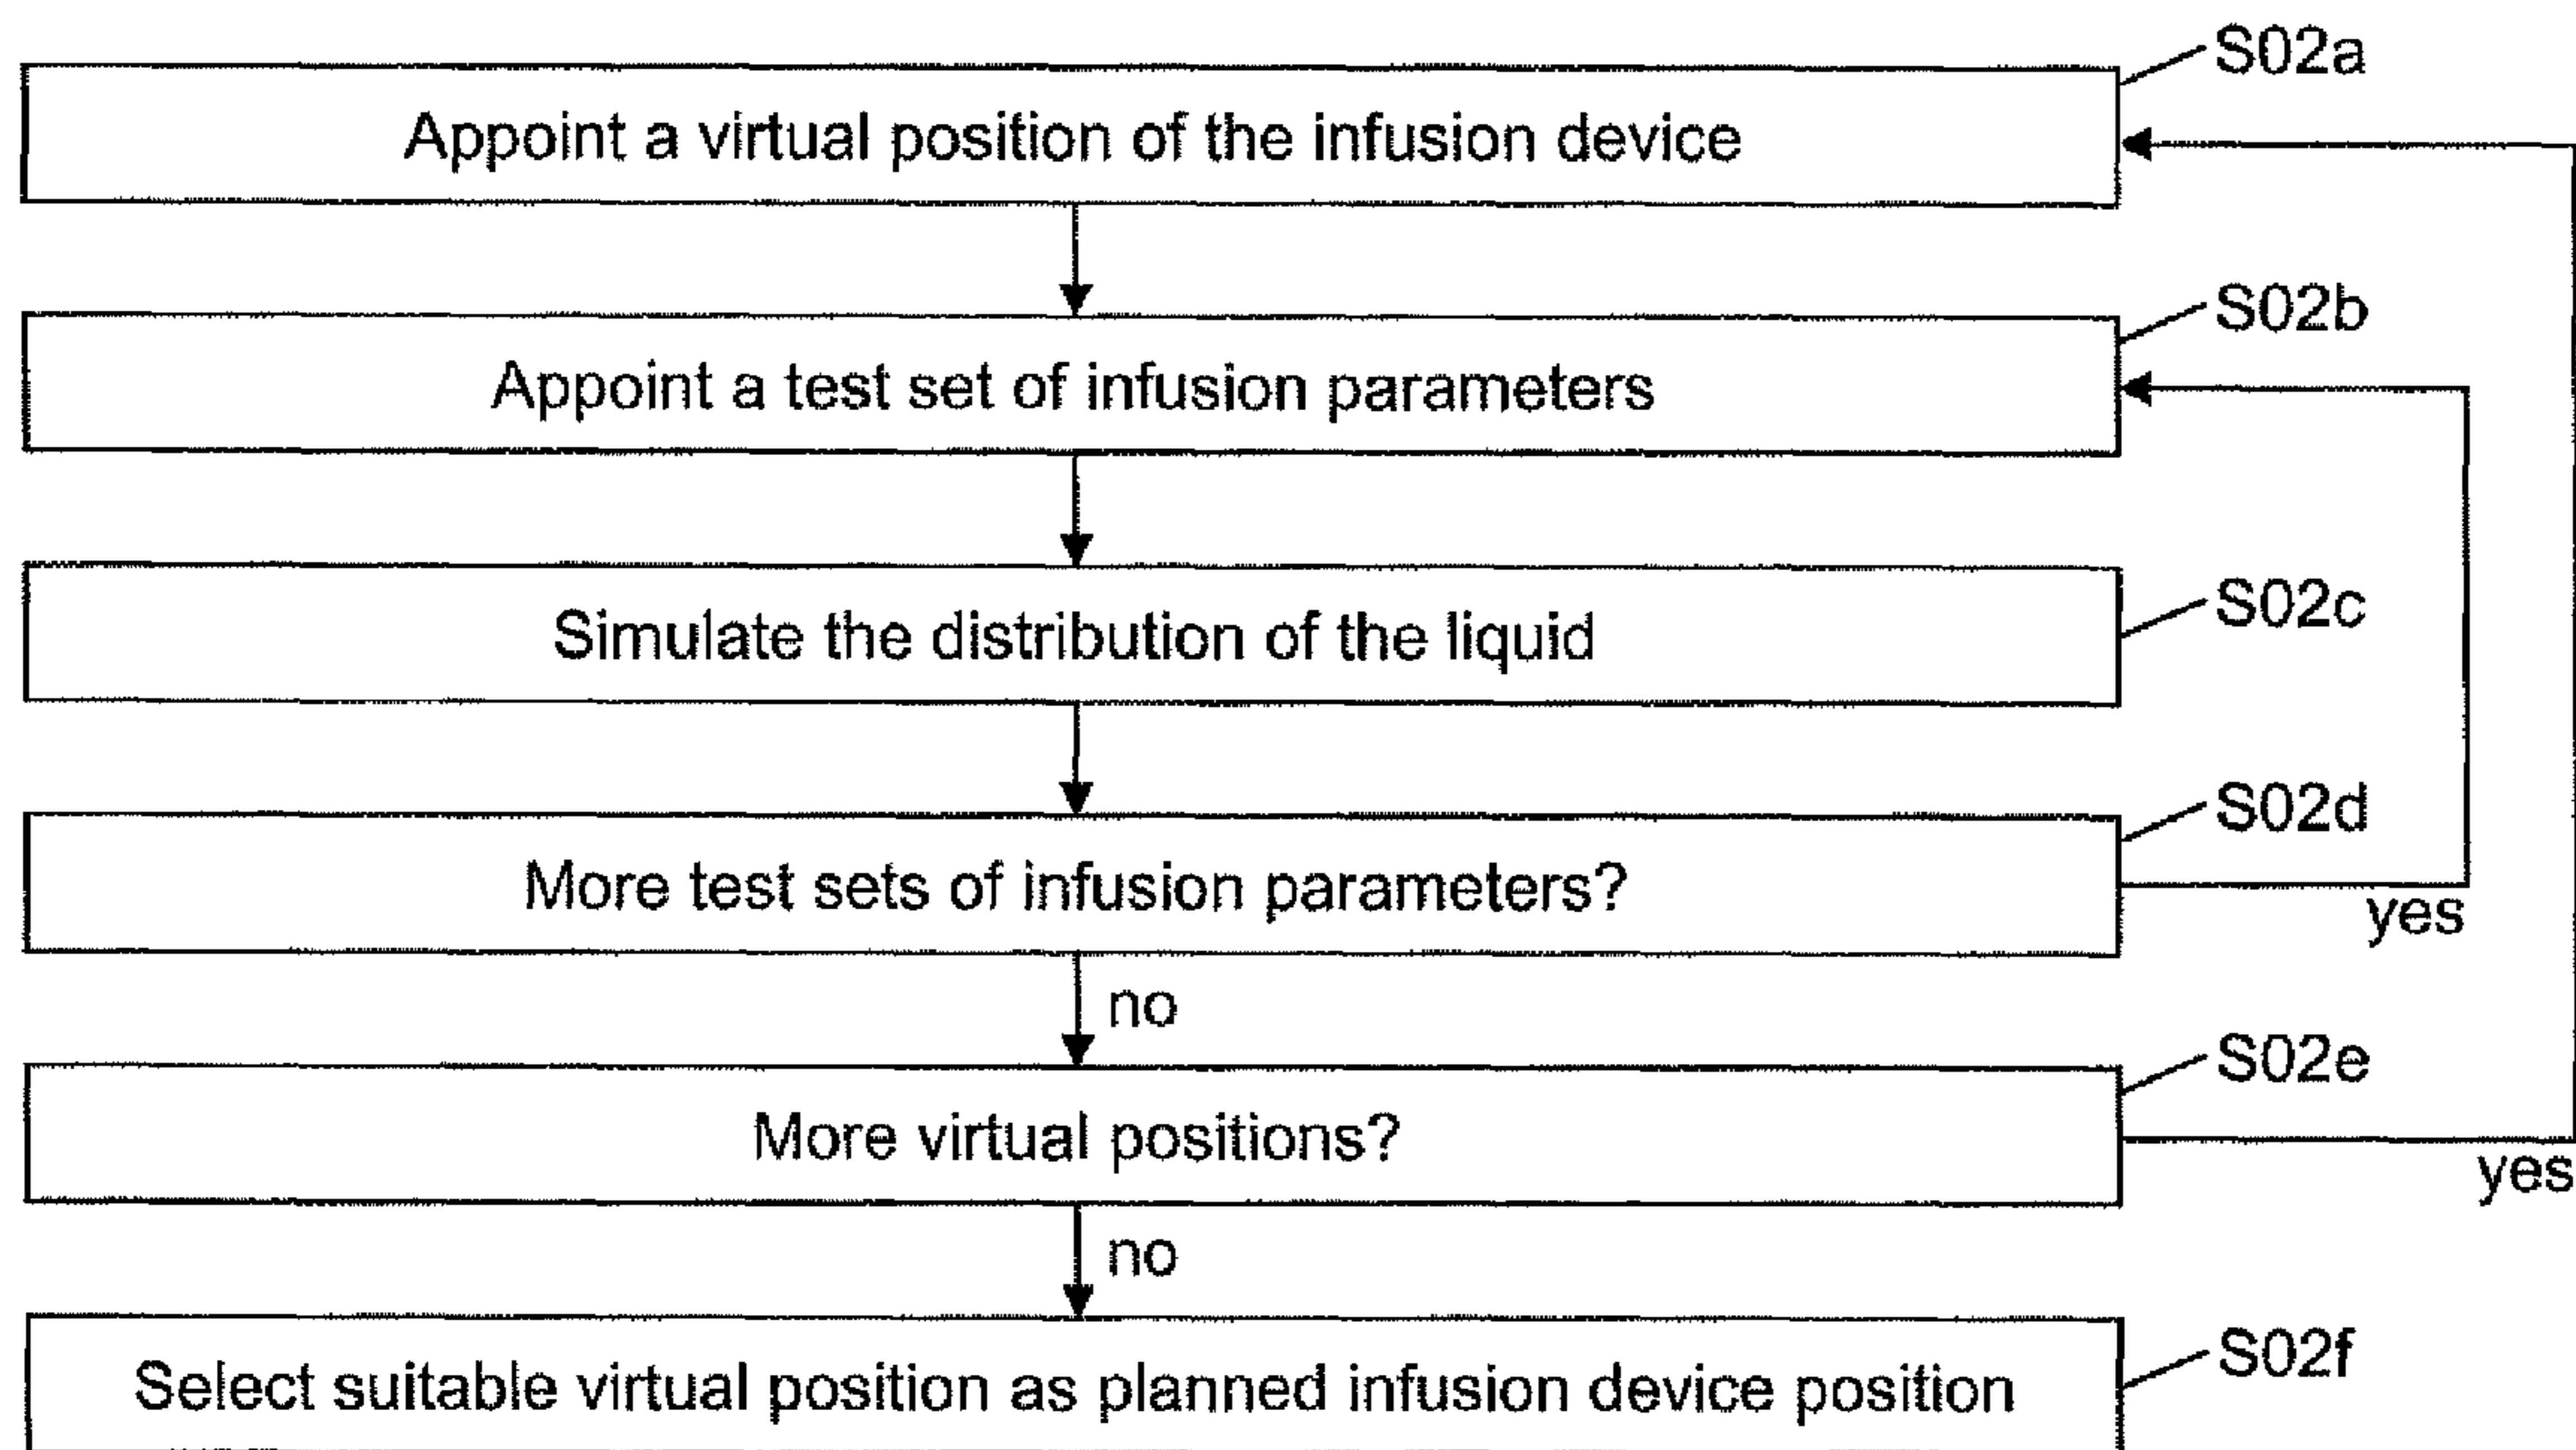 S02a
Appoint a virtual position of the infusion device
S02b
Appoint a test set of infusion parameters
S02c
Simulate the distribution of the liquid
S02d
More test sets of infusion parameters?
yes
no
S02e
More virtual positions?
yes
no
S02f
Select suitable virtual position as planned infusion device position